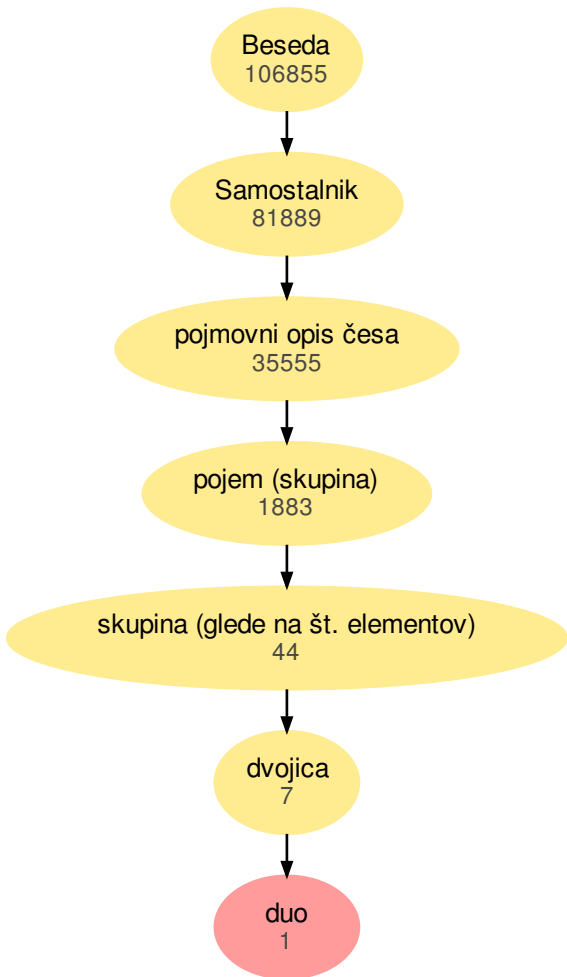 Beseda
106855
Samostalnik
81889
pojmovni opis česa
35555
pojem (skupina)
1883
skupina (glede na št. elementov)
44
dvojica
7
duo
1